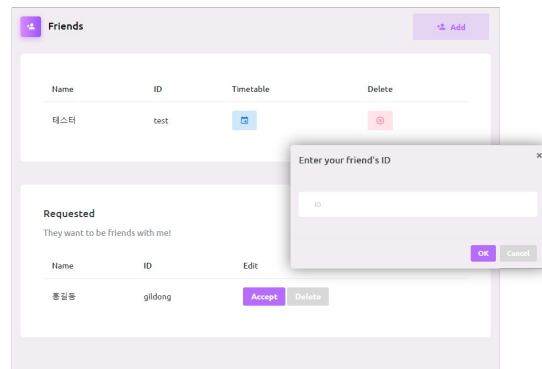 Friends
Add
Name ID Timetable Delete
테스터 test
Enter your friend's ID
ID
OK Cancel
Requested
They want to be friends with me!
Name ID Edit
홍길동 gildong Accept Delete